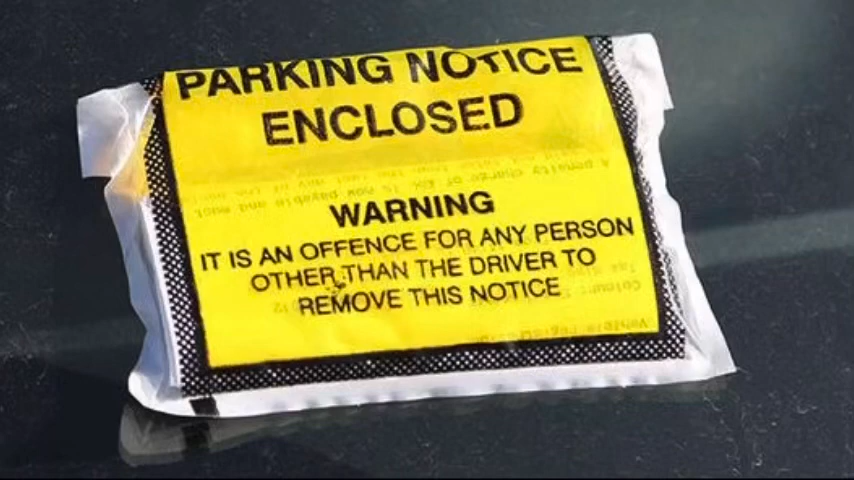 PARKING NOTICE
ENCLOSED
WARNING
IT IS AN OFFENCE FOR ANY PERSON
OTHER THAN THE DRIVER TO
REMOVE THIS NOTICE